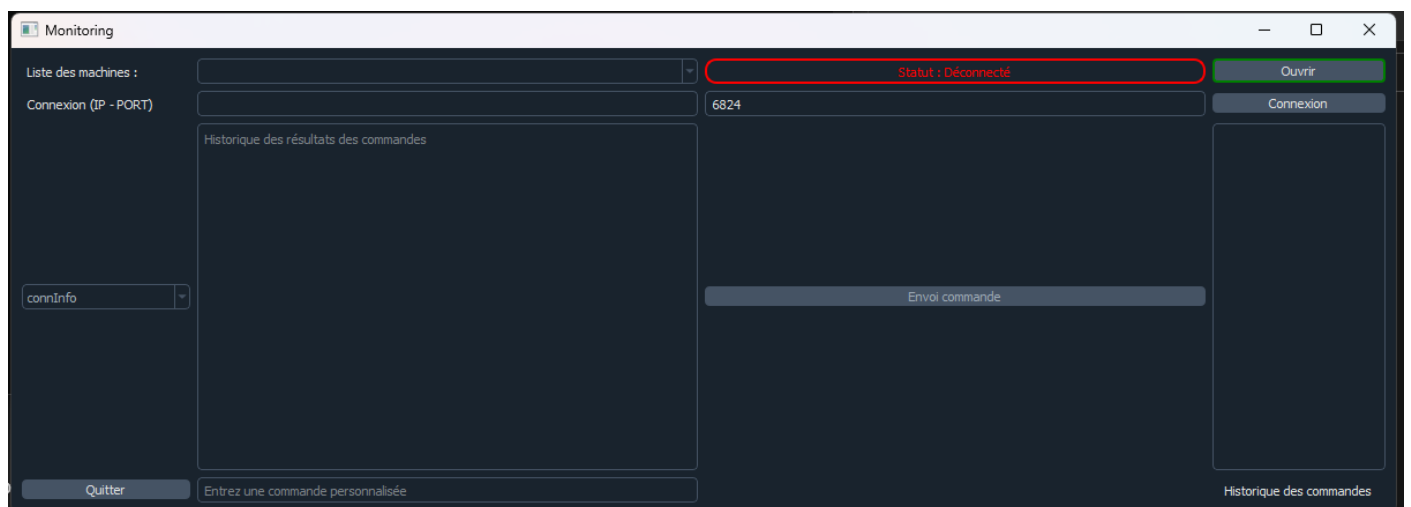 Monitoring
Liste des machines :
Statut : Déconnecté
Ouvrir
Connexion (IP - PORT)
6824
Connexion
Historique des résultats des commandes
connInfo
Envoi commande
Quitter
Entrez une commande personnalisée
Historique des commandes